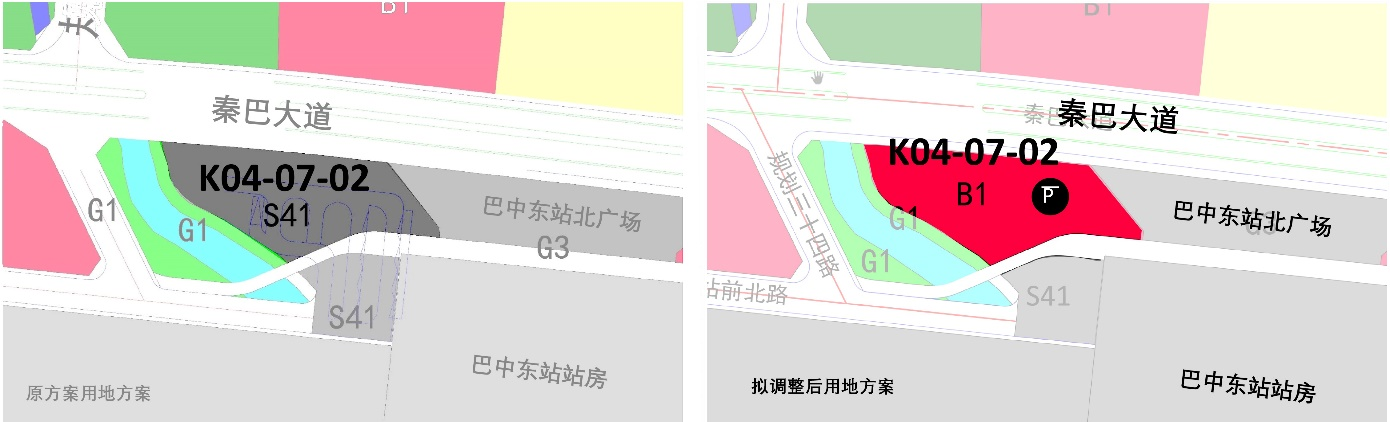 B1
秦巴大道
K04-07-02
S41
G1
G1
巴中东站北广场
G3
S41
巴中东站站房
原方案用地方案
B1
秦巴大道
秦巴大道
K04-07-02
B1
P
规划三十四路
G1
G1
巴中东站北广场
站前北路
S41
巴中东站站房
拟调整后用地方案